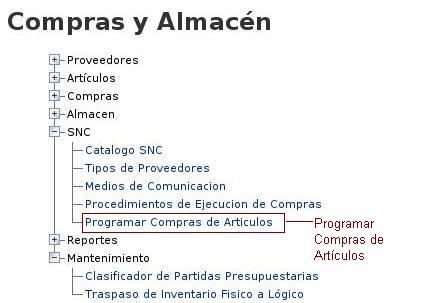 Compras y Almacén
Proveedores
Artículos
Compras
Almacen
SNC
Catalogo SNC
Tipos de Proveedores
Medios de Comunicacion
Procedimientos de Ejecucion de Compras
Programar Compras de Articulos
Programar
Compras de
Artículos
Reportes
Mantenimiento
Clasificador de Partidas Presupuestarias
Traspaso de Inventario Fisico a Lógico